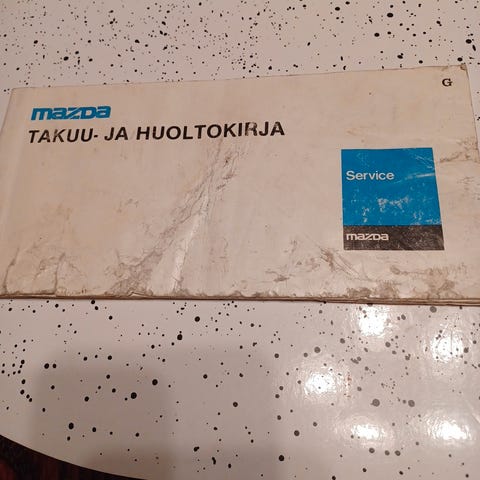 mazda
TAKUU- JA HUOLTOKIRJA
G
Service
mazda